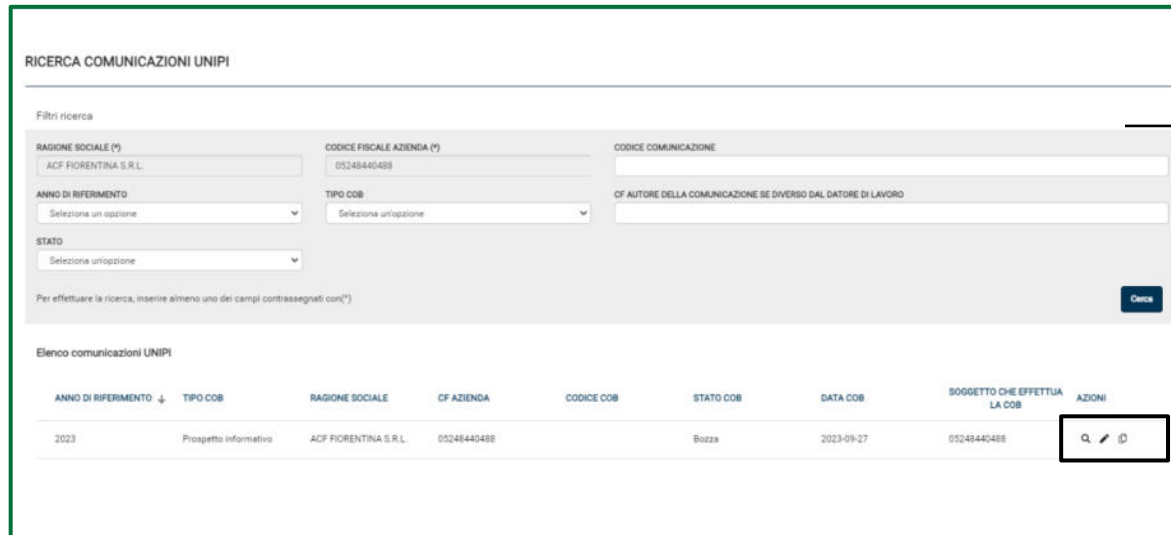 RICERCA COMUNICAZIONI UNIPI
Filtri ricerca
RAGIONE SOCIALE (*) CODICE FISCALE AZIENDA (*) CODICE COMUNICAZIONE
ACF FIORENTINA S.R.L. 05248440488
ANNO DI RIFERIMENTO TIPO COB CF AUTORE DELLA COMUNICAZIONE SE DIVERSO DAL DATORE DI LAVORO
Seleziona un opzione Seleziona un'opzione
STATO
Seleziona un'opzione
Per effettuare la ricerca, inserire almeno uno dei campi contrassegnati con(*) Cerca
Elenco comunicazioni UNIPI
ANNO DI RIFERIMENTO ↓ TIPO COB RAGIONE SOCIALE CF AZIENDA CODICE COB STATO COB DATA COB SOGGETTO CHE EFFETTUA LA COB AZIONI
2023 Prospetto informativo ACF FIORENTINA S.R.L. 05248440488 Bozza 2023-09-27 05248440488